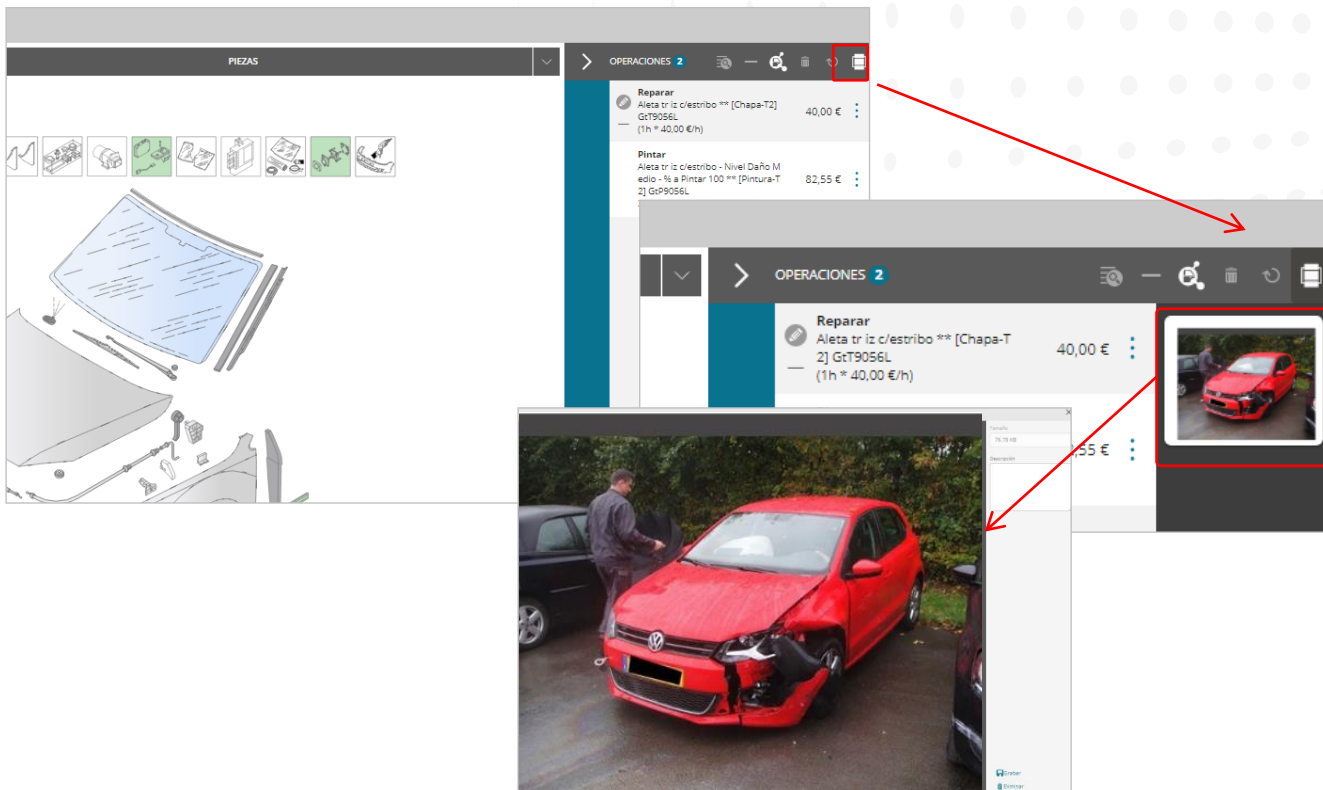 PIEZAS
OPERACIONES 2
Reparar
Aleta tr iz c/estribo ** [Chapa-T2]
GtT9056L
(1h * 40,00 €/h)
40,00 €
Pintar
Aleta tr iz c/estribo - Nivel Daño M
edio - % a Pintar 100 ** [Pintura-T
2] GtP9056L
82,55 €
OPERACIONES 2
Reparar
Aleta tr iz c/estribo ** [Chapa-T
2] GtT9056L
(1h * 40,00 €/h)
40,00 €
,55 €
Tamaño
Descripción
Grabar
Eliminar